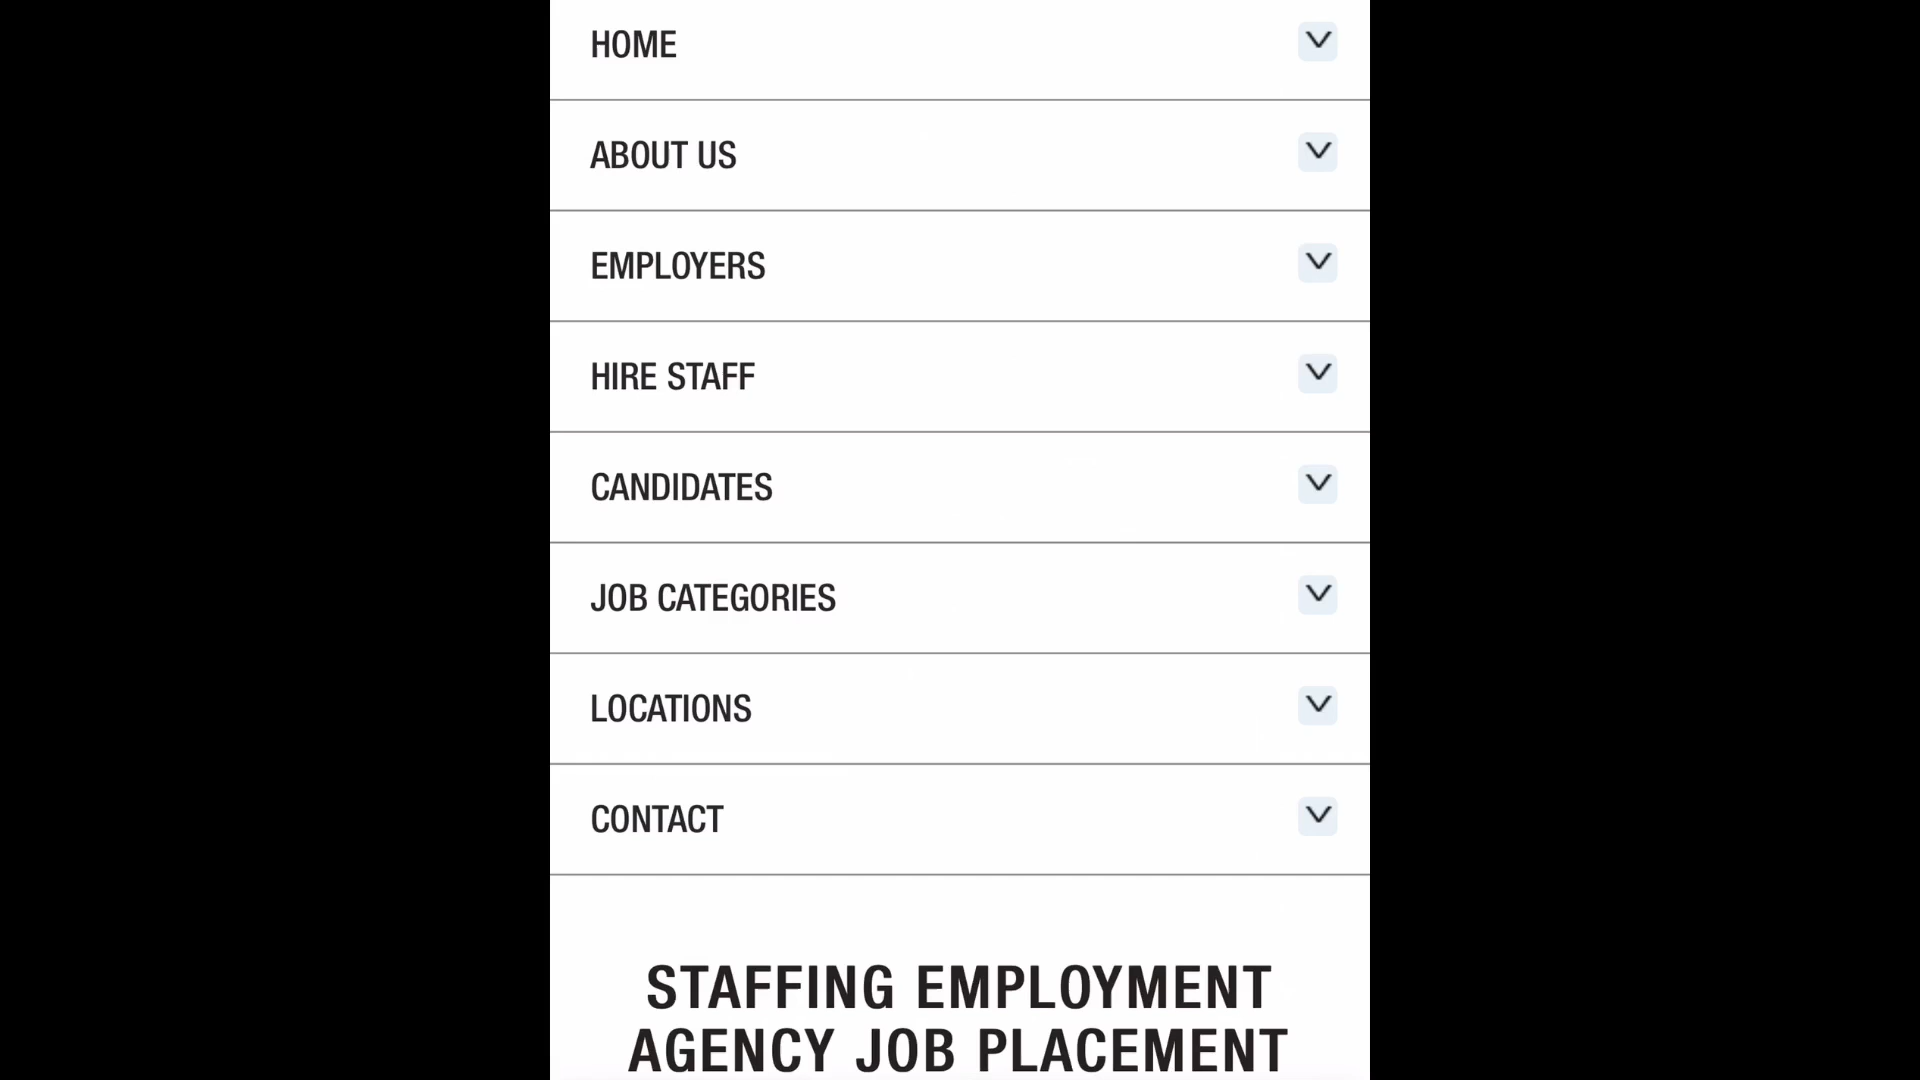 HOME
ABOUT US
EMPLOYERS
HIRE STAFF
CANDIDATES
JOB CATEGORIES
LOCATIONS
CONTACT
STAFFING EMPLOYMENT
AGENCY JOB PLACEMENT